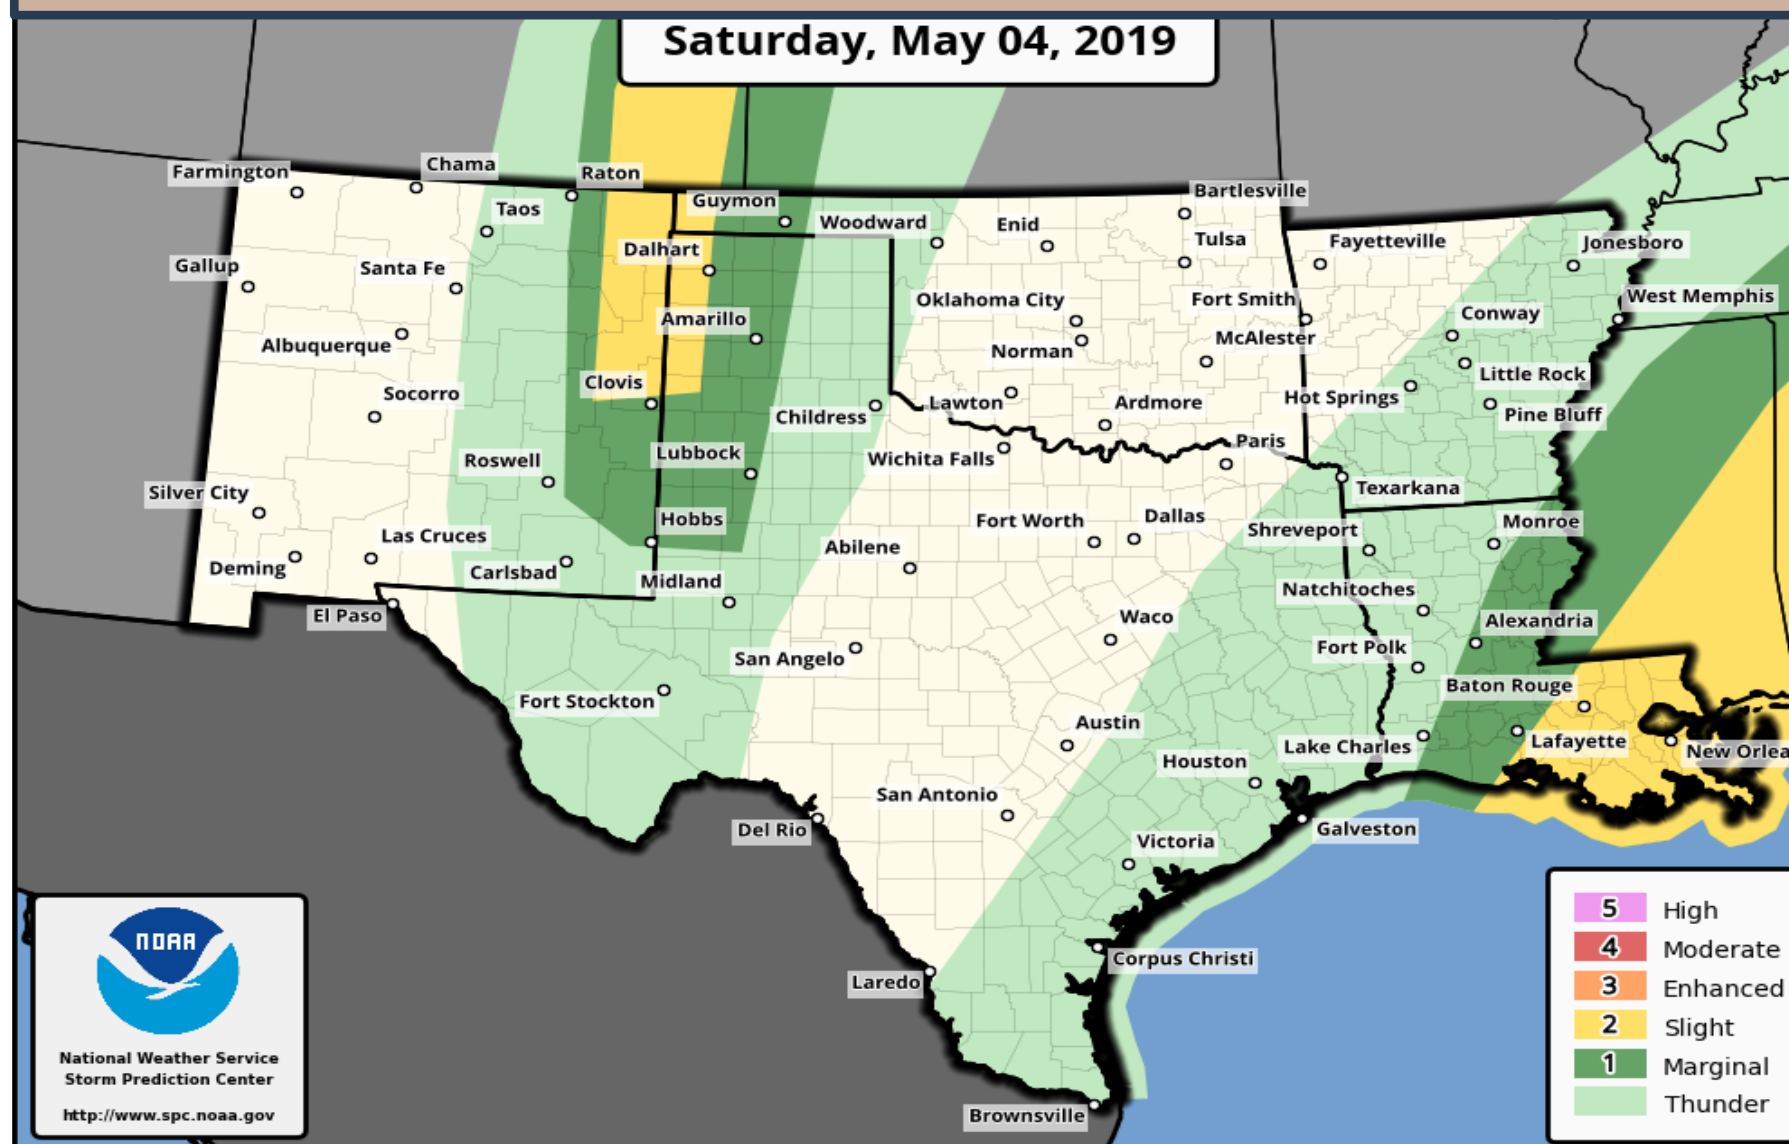 Saturday, May 04, 2019
Farmington
Chama
Raton
Taos
Guymon
Woodward
Enid
Bartlesville
Tulsa
Fayetteville
Jonesboro
Gallup
Santa Fe
Dalhart
Oklahoma City
Fort Smith
West Memphis
Albuquerque
Amarillo
Norman
McAlester
Conway
Socorro
Clovis
Childress
Lawton
Ardmore
Hot Springs
Little Rock
Pine Bluff
Roswell
Lubbock
Wichita Falls
Paris
Silver City
Texarkana
Las Cruces
Hobbs
Fort Worth
Dallas
Shreveport
Monroe
Deming
Carlsbad
Midland
Abilene
Natchitoches
El Paso
Waco
Alexandria
San Angelo
Fort Polk
Fort Stockton
Baton Rouge
Austin
Lake Charles
Lafayette
New Orlea
Houston
San Antonio
Del Rio
Galveston
Victoria
Corpus Christi
Laredo
Brownsville
NOAA
National Weather Service
Storm Prediction Center
http://www.spc.noaa.gov
5 High
4 Moderate
3 Enhanced
2 Slight
1 Marginal
Thunder